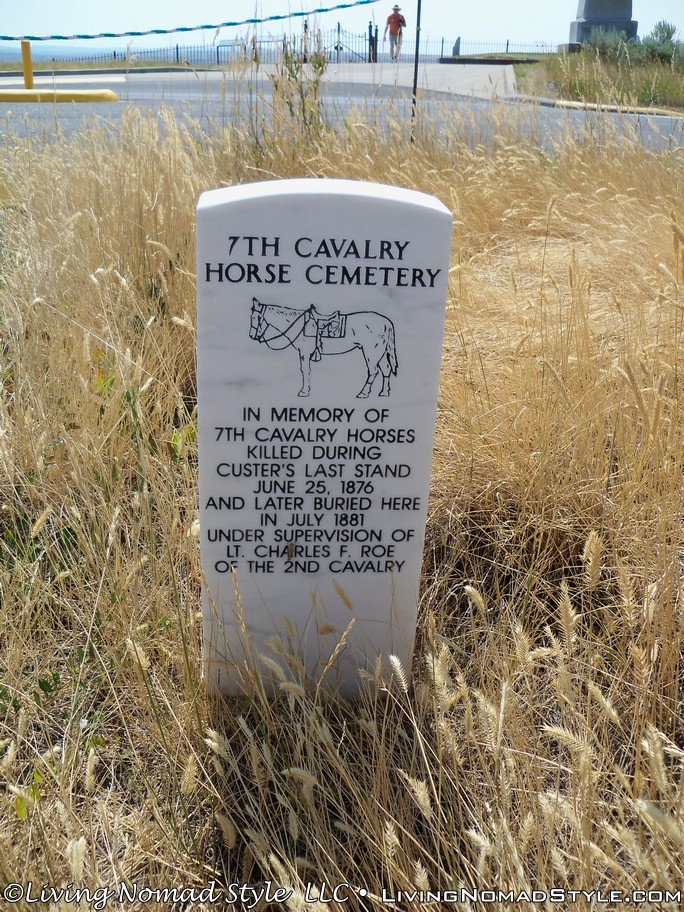 7TH CAVALRY
HORSE CEMETERY
IN MEMORY OF
7TH CAVALRY HORSES
KILLED DURING
CUSTER'S LAST STAND
JUNE 25, 1876
AND LATER BURIED HERE
IN JULY 1881
UNDER SUPERVISION OF
LT. CHARLES F. ROE
OF THE 2ND CAVALRY
©Living Nomad Style LLC • LivingNomadStyle.com